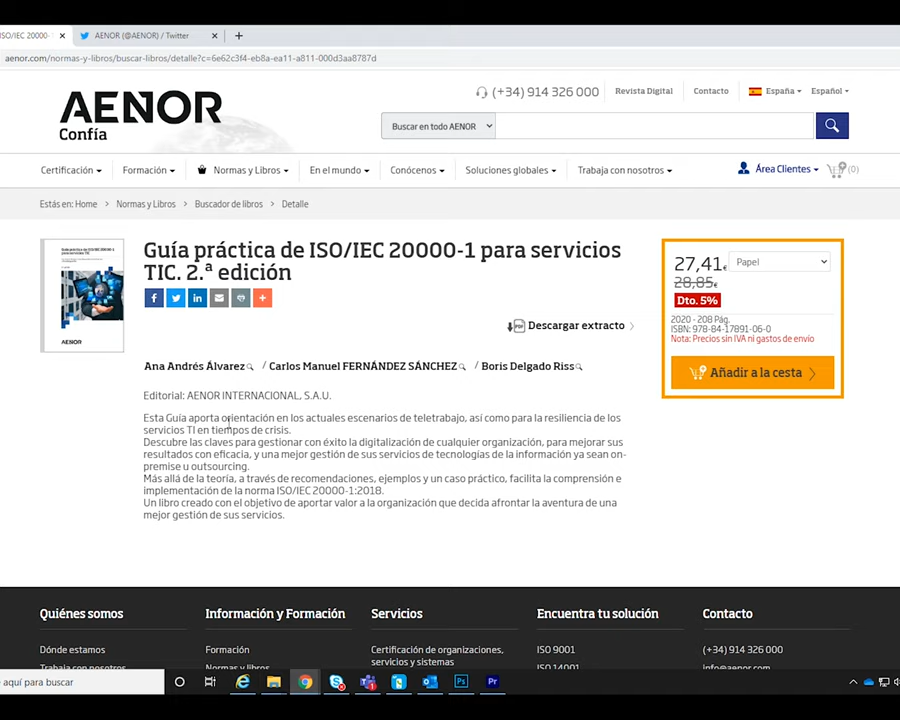 ISO/IEC 20000-
AENOR (@AENOR) / Twitter
aenor.com/normas-y-libros/buscar-libros/detalle?c=6e62c3f4-eb8a-ea11-a811-000d3aa8787d
(+34) 914 326 000
Revista Digital
Contacto
España
Español
AENOR
Confía
Buscar en todo AENOR
Certificación
Formación
Normas y Libros
En el mundo
Conócenos
Soluciones globales
Trabaja con nosotros
Área Clientes
(0)
Estás en: Home > Normas y Libros > Buscador de libros > Detalle
Guía práctica de ISO/IEC 20000-1 para servicios
TIC. 2.ª edición
Descargar extracto
Ana Andrés Álvarez / Carlos Manuel FERNÁNDEZ SÁNCHEZ / Boris Delgado Riss
Editorial: AENOR INTERNACIONAL, S.A.U.
Esta Guía aporta orientación en los actuales escenarios de teletrabajo, así como para la resiliencia de los
servicios TI en tiempos de crisis.
Descubre las claves para gestionar con éxito la digitalización de cualquier organización, para mejorar sus
resultados con eficacia, y una mejor gestión de sus servicios de tecnologías de la información ya sean on-
premise u outsourcing.
Más allá de la teoría, a través de recomendaciones, ejemplos y un caso práctico, facilita la comprensión e
implementación de la norma ISO/IEC 20000-1:2018.
Un libro creado con el objetivo de aportar valor a la organización que decida afrontar la aventura de una
mejor gestión de sus servicios.
27,41€
Papel
28,85€
Dto. 5%
2020 - 208 Pág.
ISBN: 978-84-17891-06-0
Nota: Precios sin IVA ni gastos de envío
Añadir a la cesta
AENOR
Quiénes somos
Información y Formación
Servicios
Encuentra tu solución
Contacto
Dónde estamos
Formación
Certificación de organizaciones,
servicios y sistemas
ISO 9001
(+34) 914 326 000
Trabaja con nosotros
Normas y libros
ISO 14001
info@aenor.com
aquí para buscar